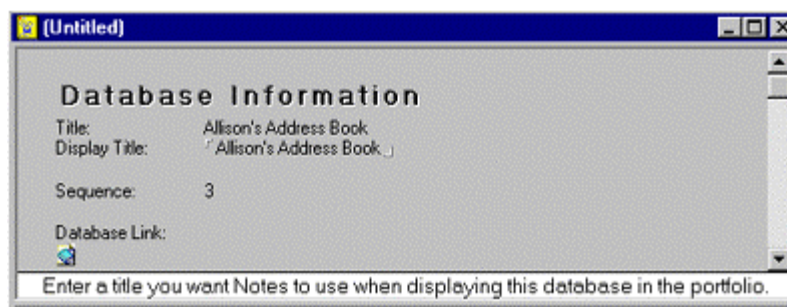 (Untitled)
Database Information
Title: Allison's Address Book
Display Title: Allison's Address Book
Sequence: 3
Database Link:
Enter a title you want Notes to use when displaying this database in the portfolio.